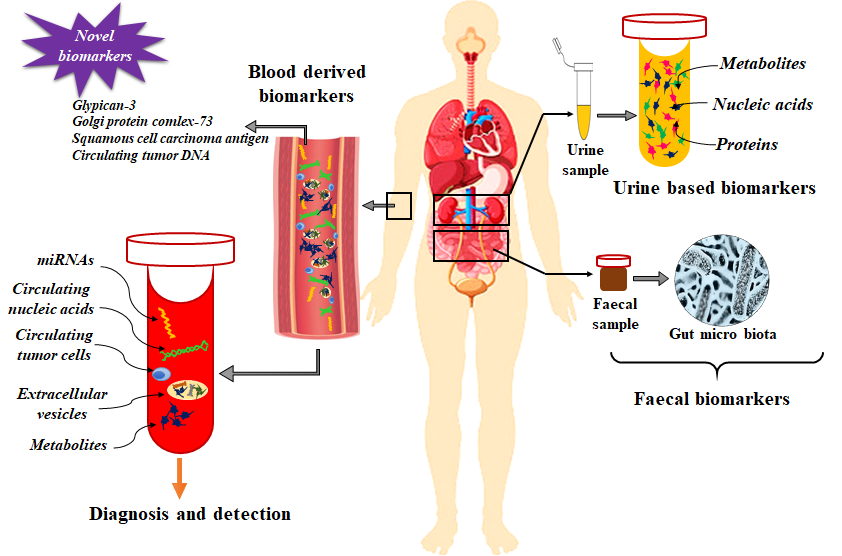 Novel
biomarkers
Glypican-3
Golgi protein comlex-73
Squamous cell carcinoma antigen
Circulating tumor DNA
Blood derived
biomarkers
miRNAs
Circulating
nucleic acids
Circulating
tumor cells
Extracellular
vesicles
Metabolites
Diagnosis and detection
Urine
sample
Metabolites
Nucleic acids
Proteins
Urine based biomarkers
Faecal
sample
Gut micro biota
Faecal biomarkers